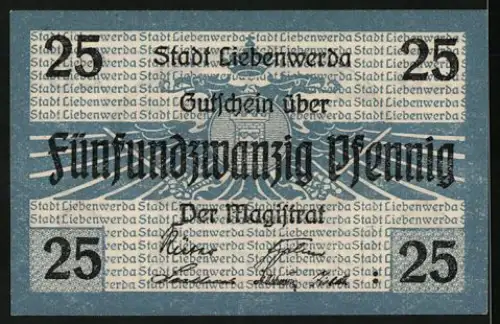 25 Stadt Liebenwerda 25
Gutschein über
Fünfundzwanzig Pfennig
Der Magistrat
25 25